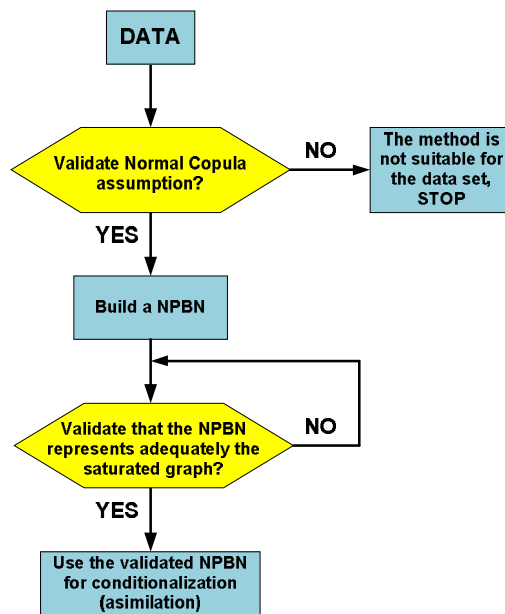 DATA
Validate Normal Copula
assumption?
NO
The method is
not suitable for
the data set,
STOP
YES
Build a NPBN
Validate that the NPBN
represents adequately the
saturated graph?
NO
YES
Use the validated NPBN
for conditionalization
(asimilation)